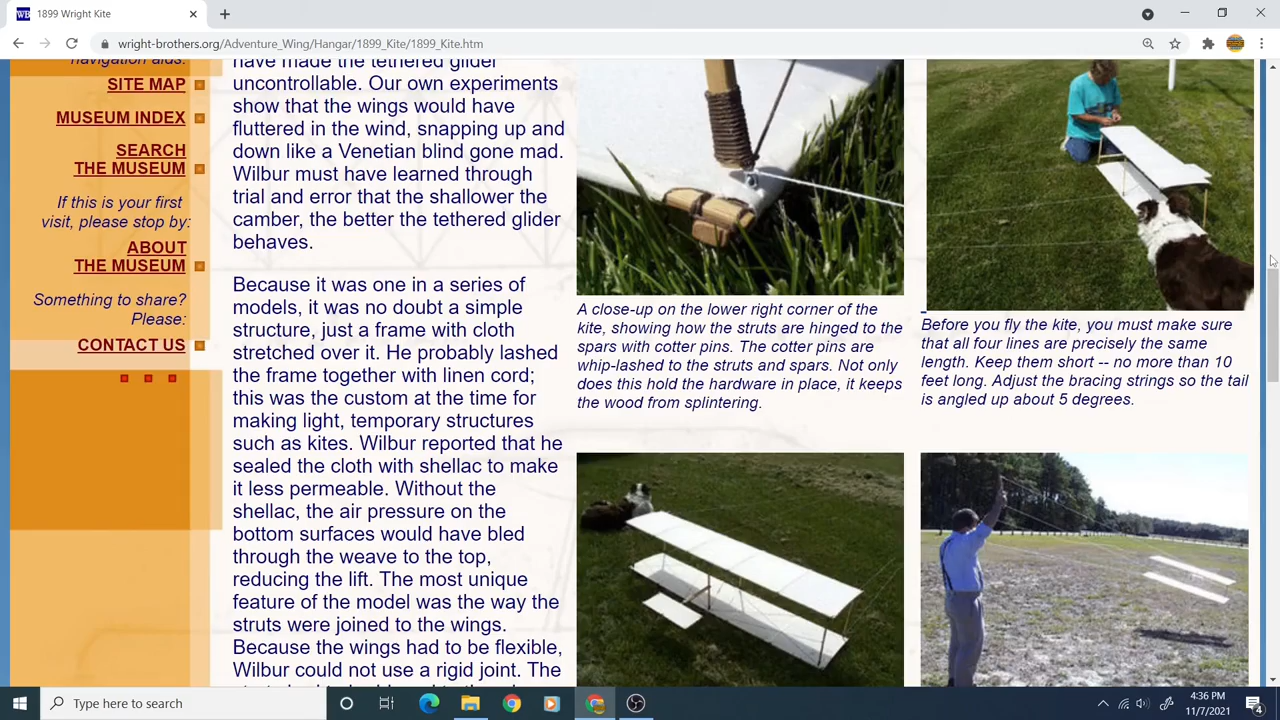 1899 Wright Kite
wright-brothers.org/Adventure_Wing/Hangar/1899_Kite/1899_Kite.htm
navigation aids:
SITE MAP
MUSEUM INDEX
SEARCH
THE MUSEUM
If this is your first
visit, please stop by:
ABOUT
THE MUSEUM
Something to share?
Please:
CONTACT US
have made the tethered glider
uncontrollable. Our own experiments
show that the wings would have
fluttered in the wind, snapping up and
down like a Venetian blind gone mad.
Wilbur must have learned through
trial and error that the shallower the
camber, the better the tethered glider
behaves.
Because it was one in a series of
models, it was no doubt a simple
structure, just a frame with cloth
stretched over it. He probably lashed
the frame together with linen cord;
this was the custom at the time for
making light, temporary structures
such as kites. Wilbur reported that he
sealed the cloth with shellac to make
it less permeable. Without the
shellac, the air pressure on the
bottom surfaces would have bled
through the weave to the top,
reducing the lift. The most unique
feature of the model was the way the
struts were joined to the wings.
Because the wings had to be flexible,
Wilbur could not use a rigid joint. The
A close-up on the lower right corner of the
kite, showing how the struts are hinged to the
spars with cotter pins. The cotter pins are
whip-lashed to the struts and spars. Not only
does this hold the hardware in place, it keeps
the wood from splintering.
Before you fly the kite, you must make sure
that all four lines are precisely the same
length. Keep them short -- no more than 10
feet long. Adjust the bracing strings so the tail
is angled up about 5 degrees.
Type here to search
4:36 PM
11/7/2021
4